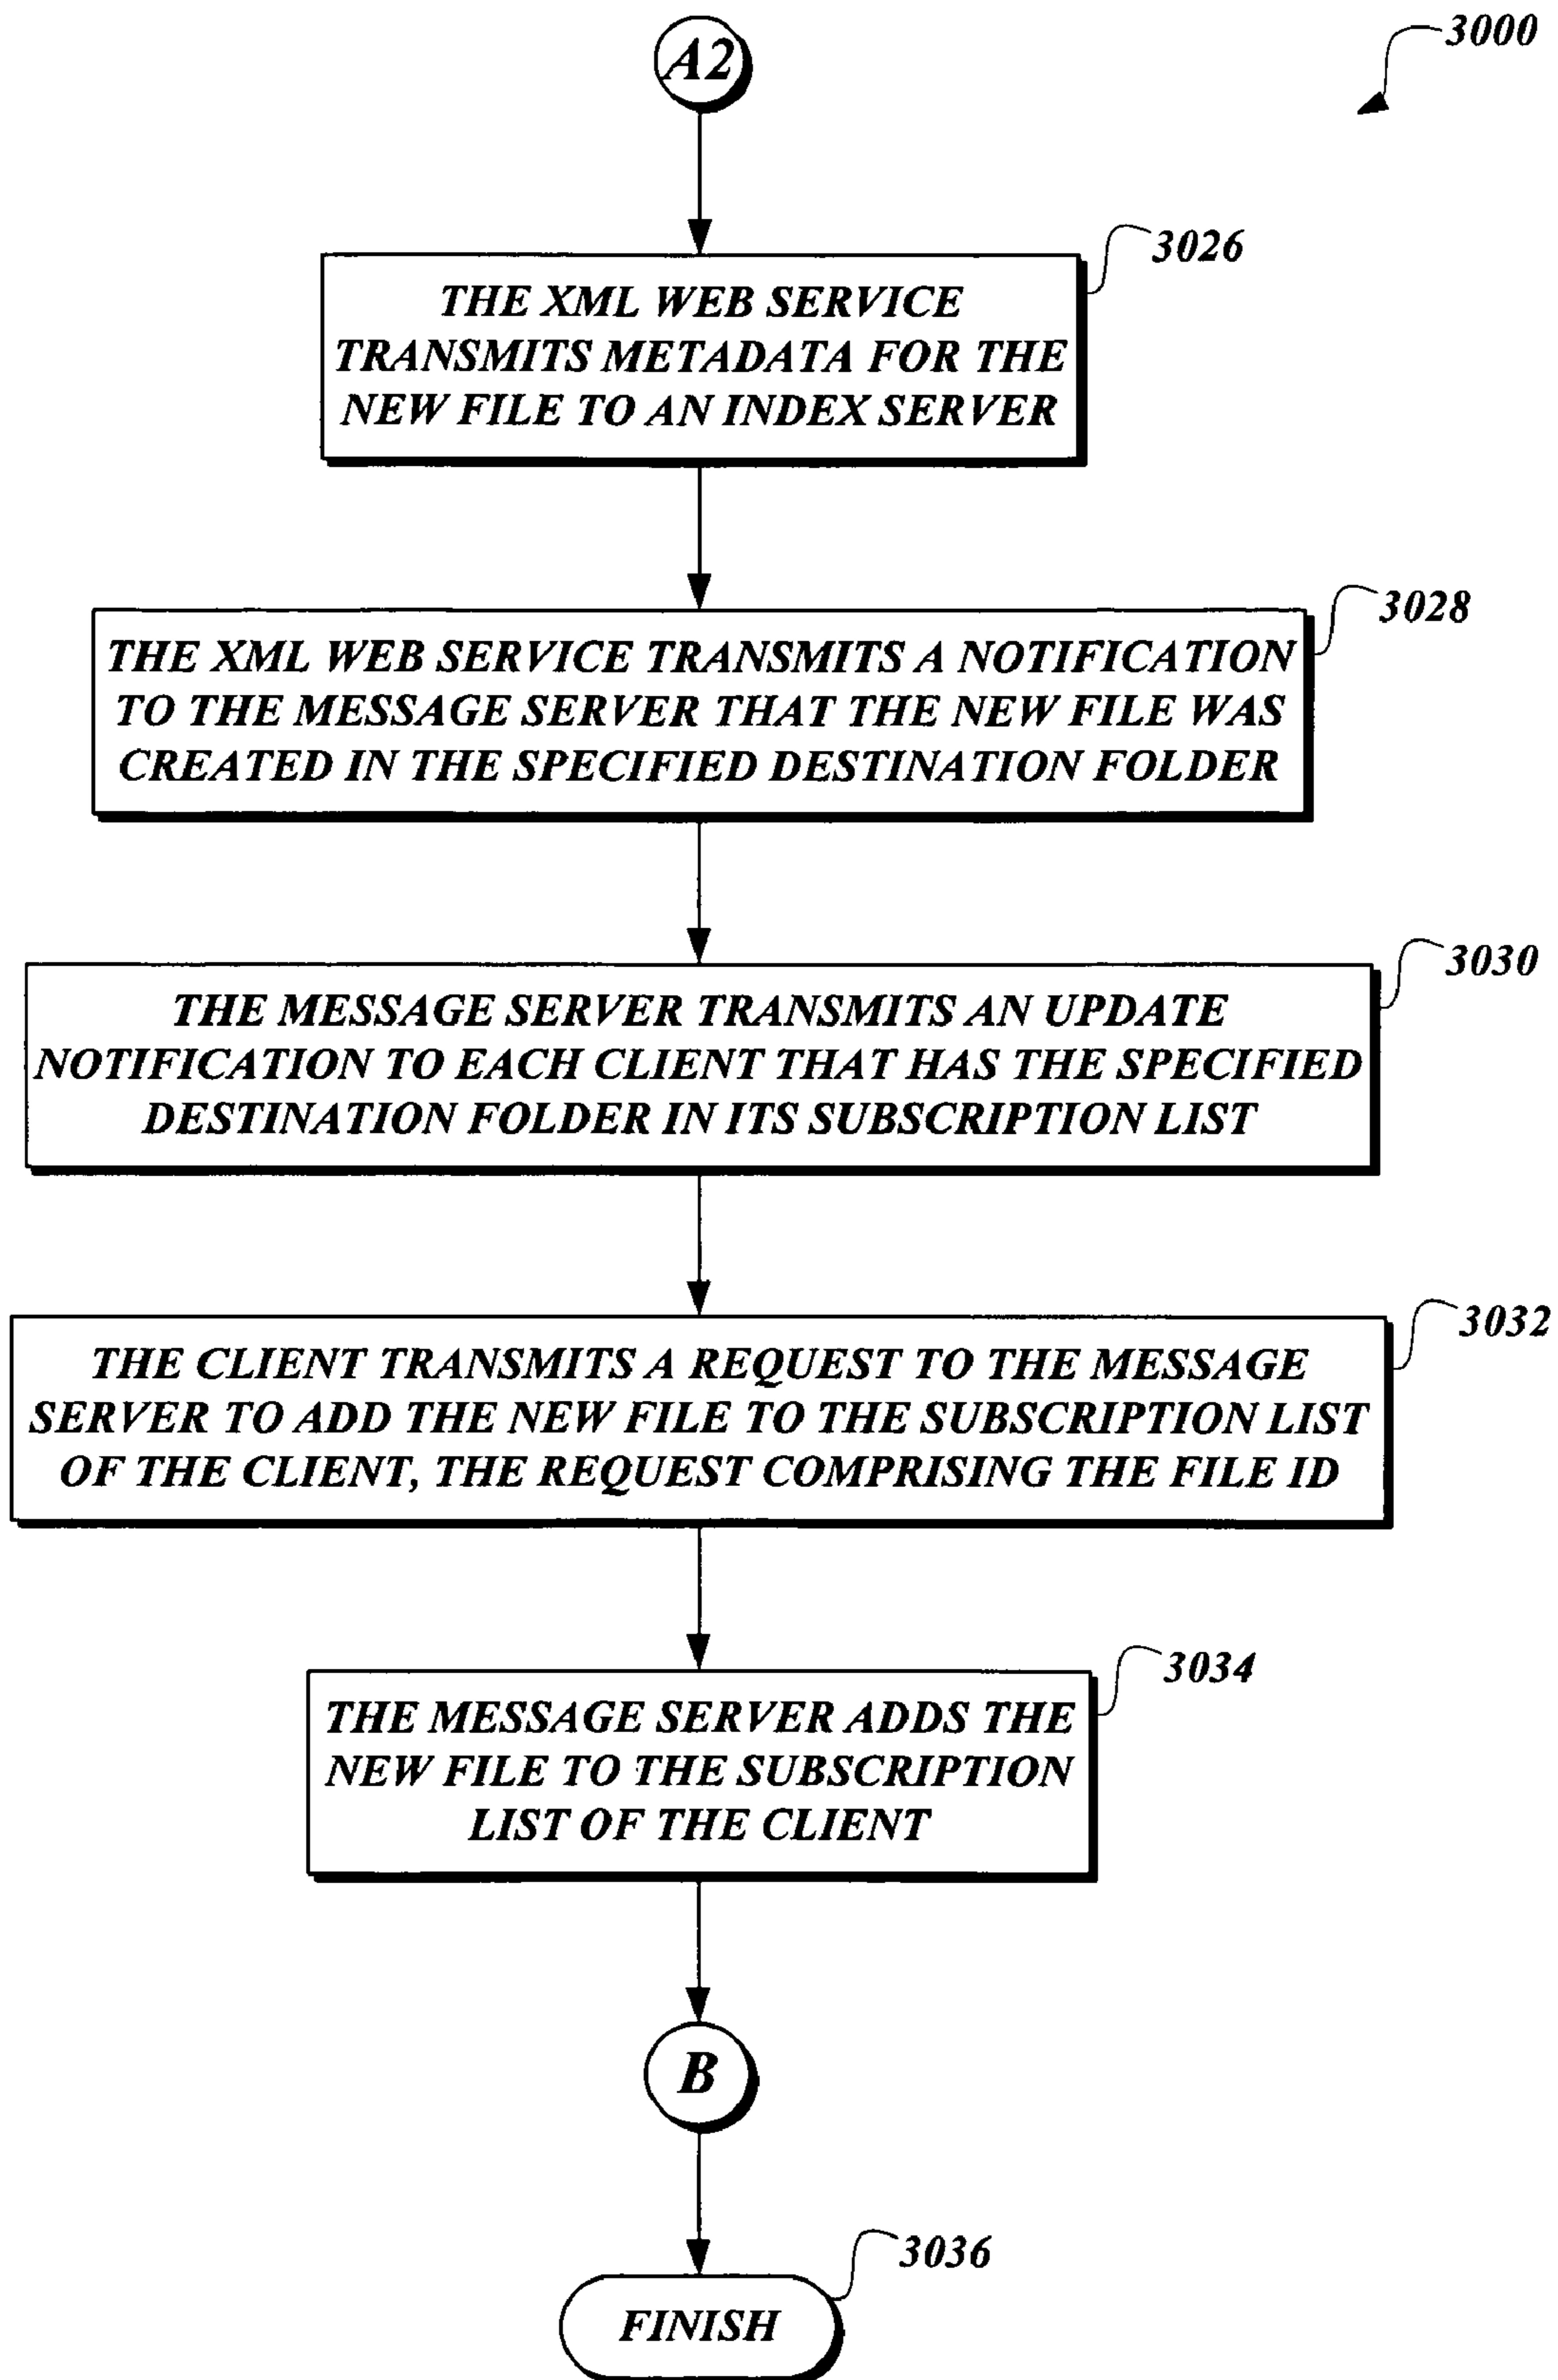 A2
3000
3026
THE XML WEB SERVICE
TRANSMITS METADATA FOR THE
NEW FILE TO AN INDEX SERVER
3028
THE XML WEB SERVICE TRANSMITS A NOTIFICATION
TO THE MESSAGE SERVER THAT THE NEW FILE WAS
CREATED IN THE SPECIFIED DESTINATION FOLDER
3030
THE MESSAGE SERVER TRANSMITS AN UPDATE
NOTIFICATION TO EACH CLIENT THAT HAS THE SPECIFIED
DESTINATION FOLDER IN ITS SUBSCRIPTION LIST
3032
THE CLIENT TRANSMITS A REQUEST TO THE MESSAGE
SERVER TO ADD THE NEW FILE TO THE SUBSCRIPTION LIST
OF THE CLIENT, THE REQUEST COMPRISING THE FILE ID
3034
THE MESSAGE SERVER ADDS THE
NEW FILE TO THE SUBSCRIPTION
LIST OF THE CLIENT
B
3036
FINISH